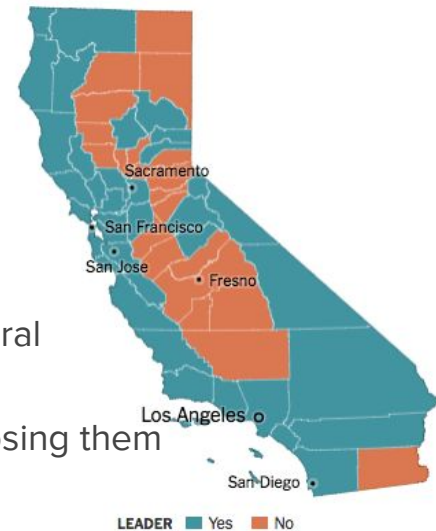 Sacramento
San Francisco
San Jose
Fresno
ral
Los Angeles
sing them
San Diego
LEADER Yes No